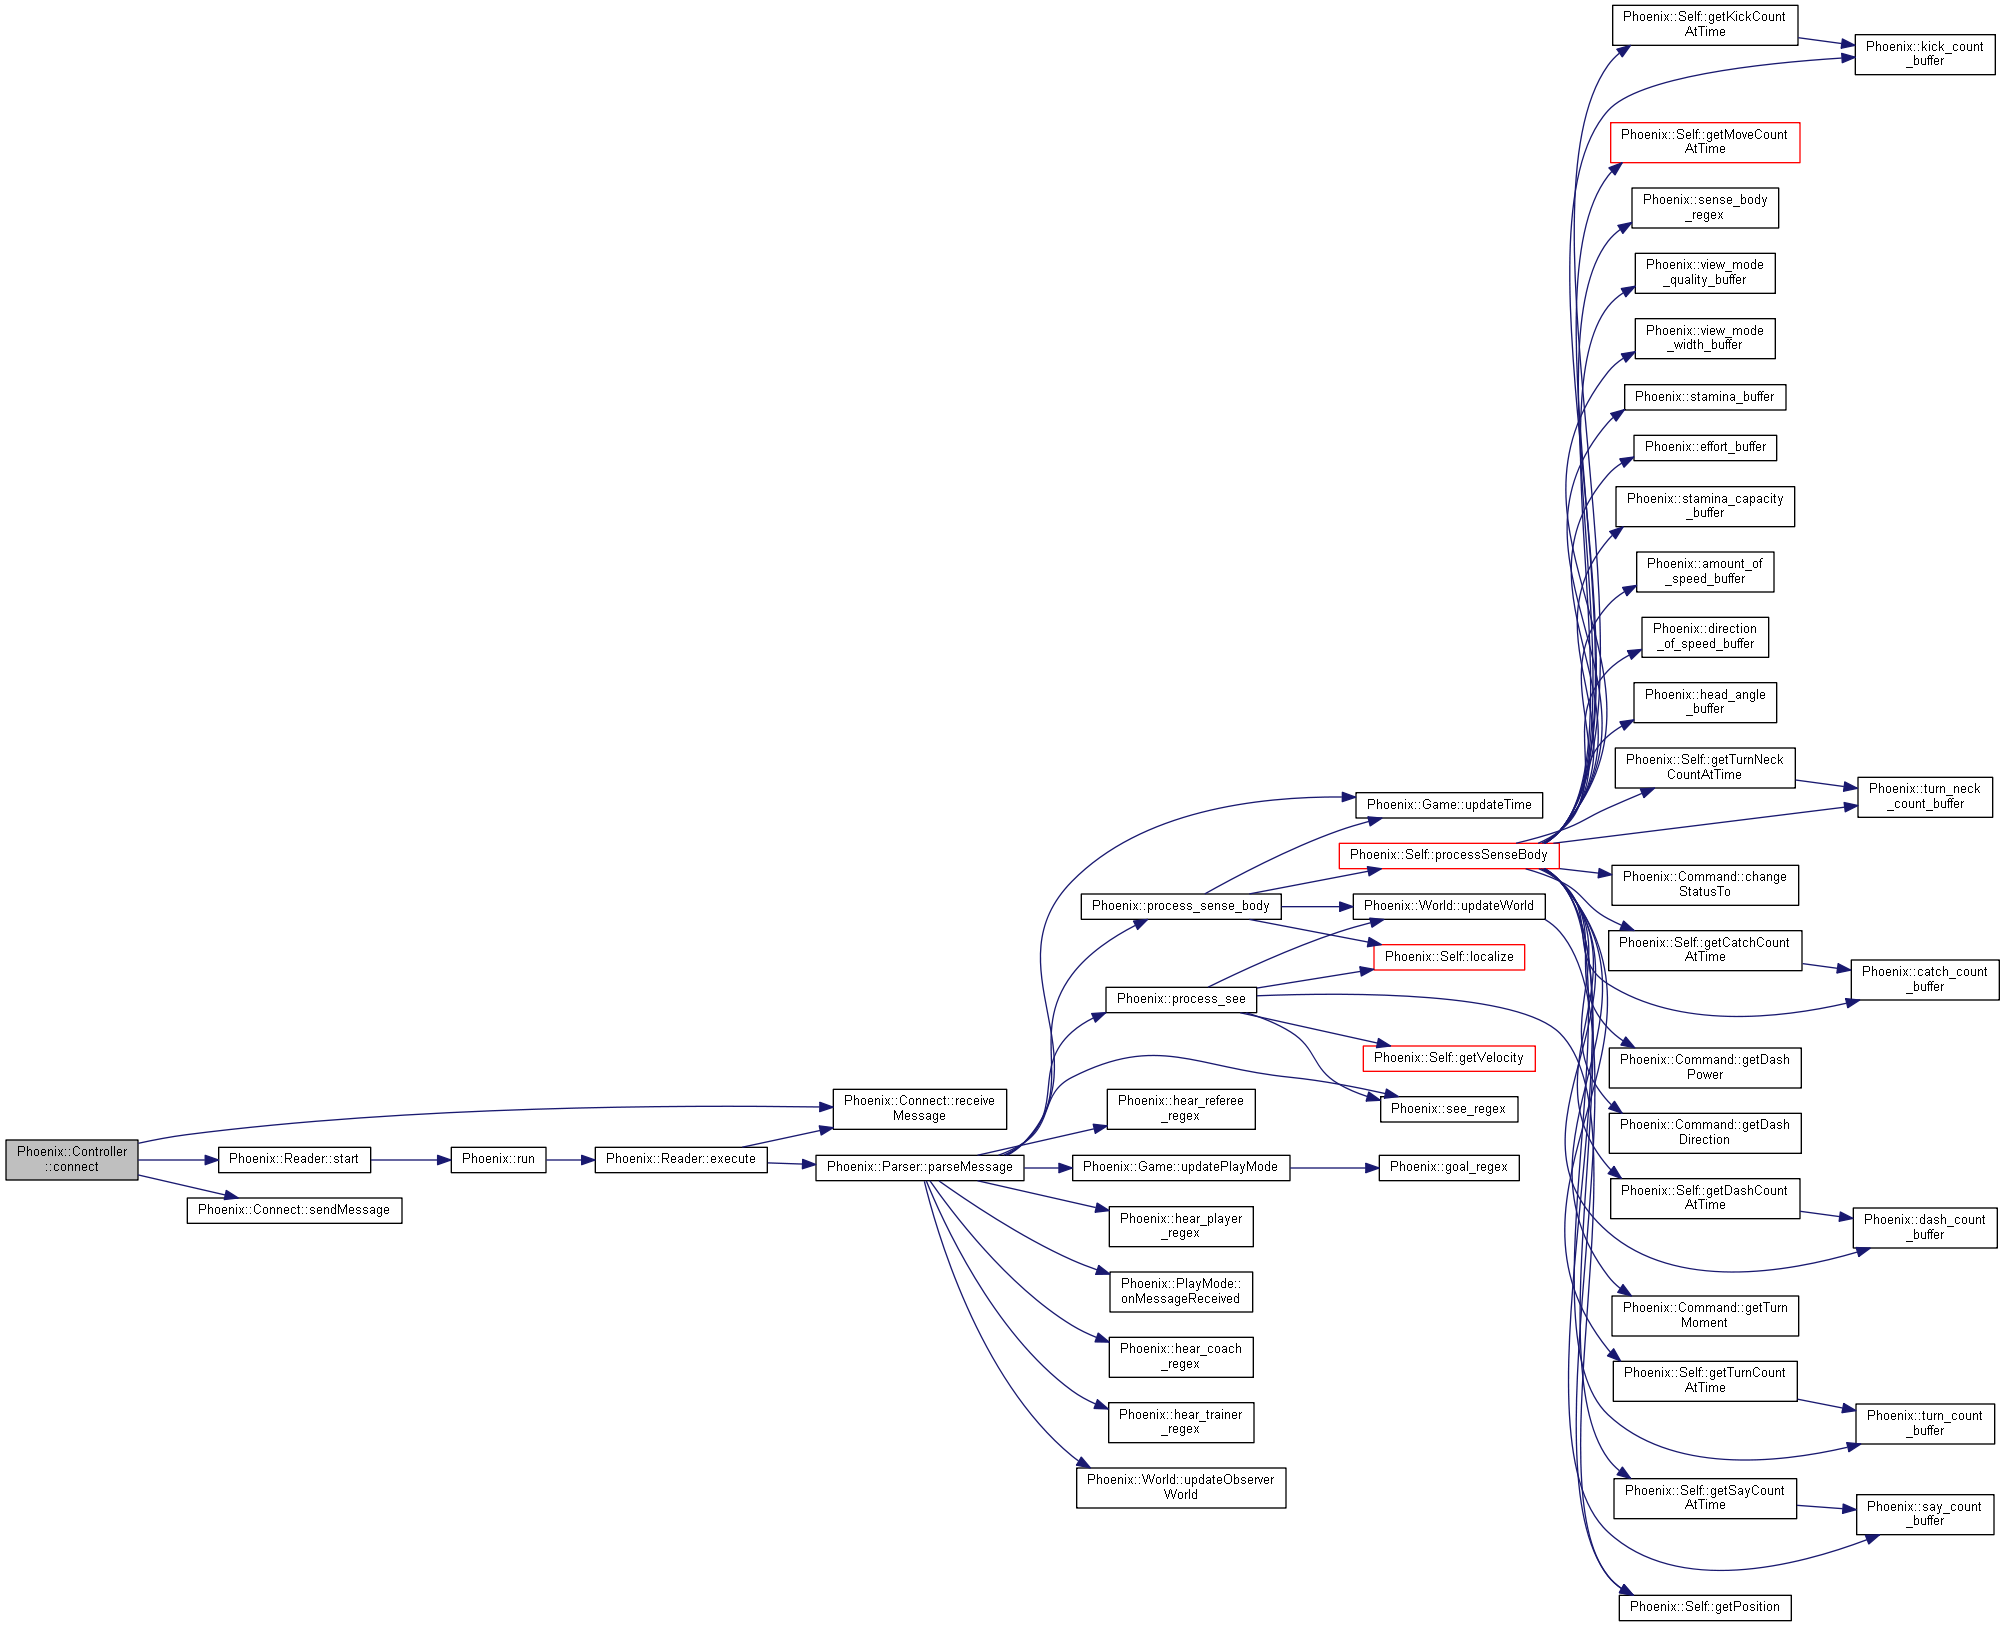 Phoenix::Controller
::connect
Phoenix::Reader::start
Phoenix::Connect::sendMessage
Phoenix::run
Phoenix::Reader::execute
Phoenix::Connect::receive
Message
Phoenix::Parser::parseMessage
Phoenix::process_sense_body
Phoenix::process_see
Phoenix::hear_referee
_regex
Phoenix::Game::updatePlayMode
Phoenix::hear_player
_regex
Phoenix::PlayMode::
onMessageReceived
Phoenix::hear_coach
_regex
Phoenix::hear_trainer
_regex
Phoenix::World::updateObserver
World
Phoenix::Game::updateTime
Phoenix::Self::processSenseBody
Phoenix::World::updateWorld
Phoenix::Self::localize
Phoenix::Self::getVelocity
Phoenix::see_regex
Phoenix::goal_regex
Phoenix::Self::getKickCount
AtTime
Phoenix::Self::getMoveCount
AtTime
Phoenix::sense_body
_regex
Phoenix::view_mode
_quality_buffer
Phoenix::view_mode
_width_buffer
Phoenix::stamina_buffer
Phoenix::effort_buffer
Phoenix::stamina_capacity
_buffer
Phoenix::amount_of
_speed_buffer
Phoenix::direction
_of_speed_buffer
Phoenix::head_angle
_buffer
Phoenix::Self::getTurnNeck
CountAtTime
Phoenix::Command::change
StatusTo
Phoenix::Self::getCatchCount
AtTime
Phoenix::Command::getDash
Power
Phoenix::Command::getDash
Direction
Phoenix::Self::getDashCount
AtTime
Phoenix::Command::getTurn
Moment
Phoenix::Self::getTurnCount
AtTime
Phoenix::Self::getSayCount
AtTime
Phoenix::Self::getPosition
Phoenix::kick_count
_buffer
Phoenix::turn_neck
_count_buffer
Phoenix::catch_count
_buffer
Phoenix::dash_count
_buffer
Phoenix::turn_count
_buffer
Phoenix::say_count
_buffer